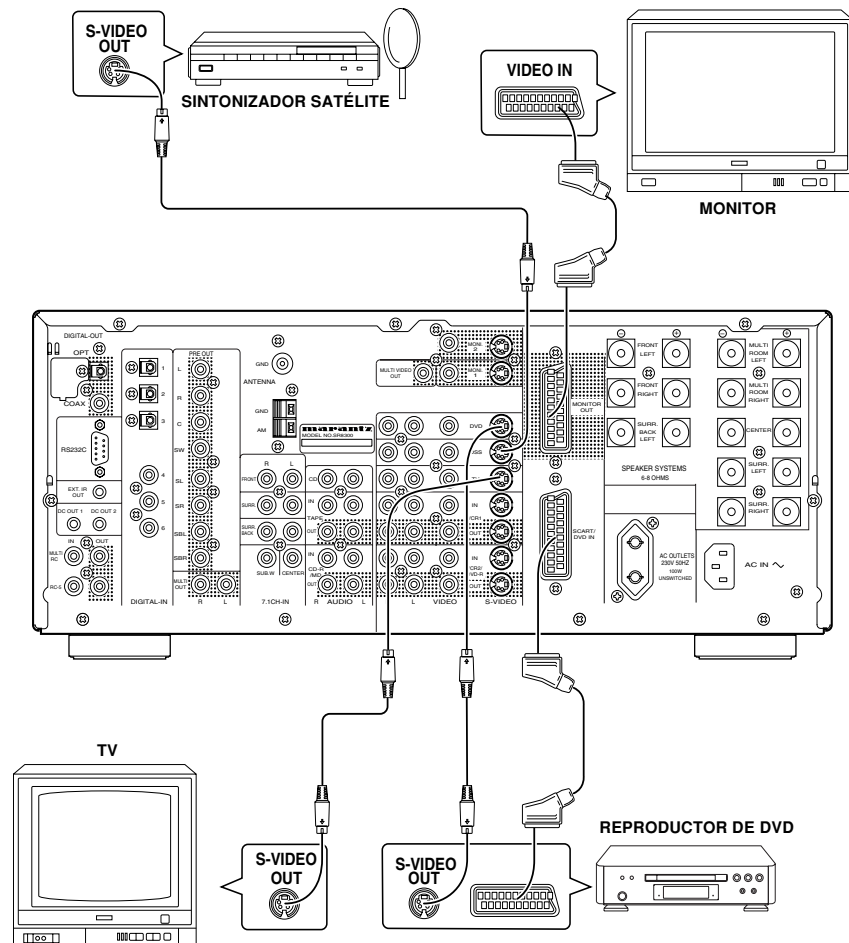 S-VIDEO
OUT
SINTONIZADOR SATÉLITE
VIDEO IN
MONITOR
DIGITAL-OUT
OPT
COAX
RS232C
EXT. IR
OUT
DC OUT 1
DC OUT 2
IN
OUT
MULTI
RC
RC-5
1
2
3
4
5
6
DIGITAL-IN
PRE OUT
L
R
C
SW
SL
SR
SBL
SBR
MULTI
OUT
R
L
GND
ANTENNA
GND
AM
marantz
MODEL NO.SR8300
R
L
FRONT
SURR.
SURR.
BACK
SUB.W
CENTER
7.1CH-IN
CD
IN
TAPE
OUT
IN
CD-R
/MD
OUT
R
AUDIO
L
MULTI VIDEO
OUT
MONI.
2
MONI.
DVD
IN
OUT
IN
OUT
L
VIDEO
S-VIDEO
MONITOR
OUT
SCART/
DVD IN
FRONT
LEFT
FRONT
RIGHT
SURR.
BACK
LEFT
MULTI
ROOM
LEFT
MULTI
ROOM
RIGHT
CENTER
SURR.
LEFT
SURR.
RIGHT
SPEAKER SYSTEMS
6-8 OHMS
AC OUTLETS
230V 50HZ
100W
UNSWITCHED
AC IN
TV
S-VIDEO
OUT
S-VIDEO
OUT
REPRODUCTOR DE DVD